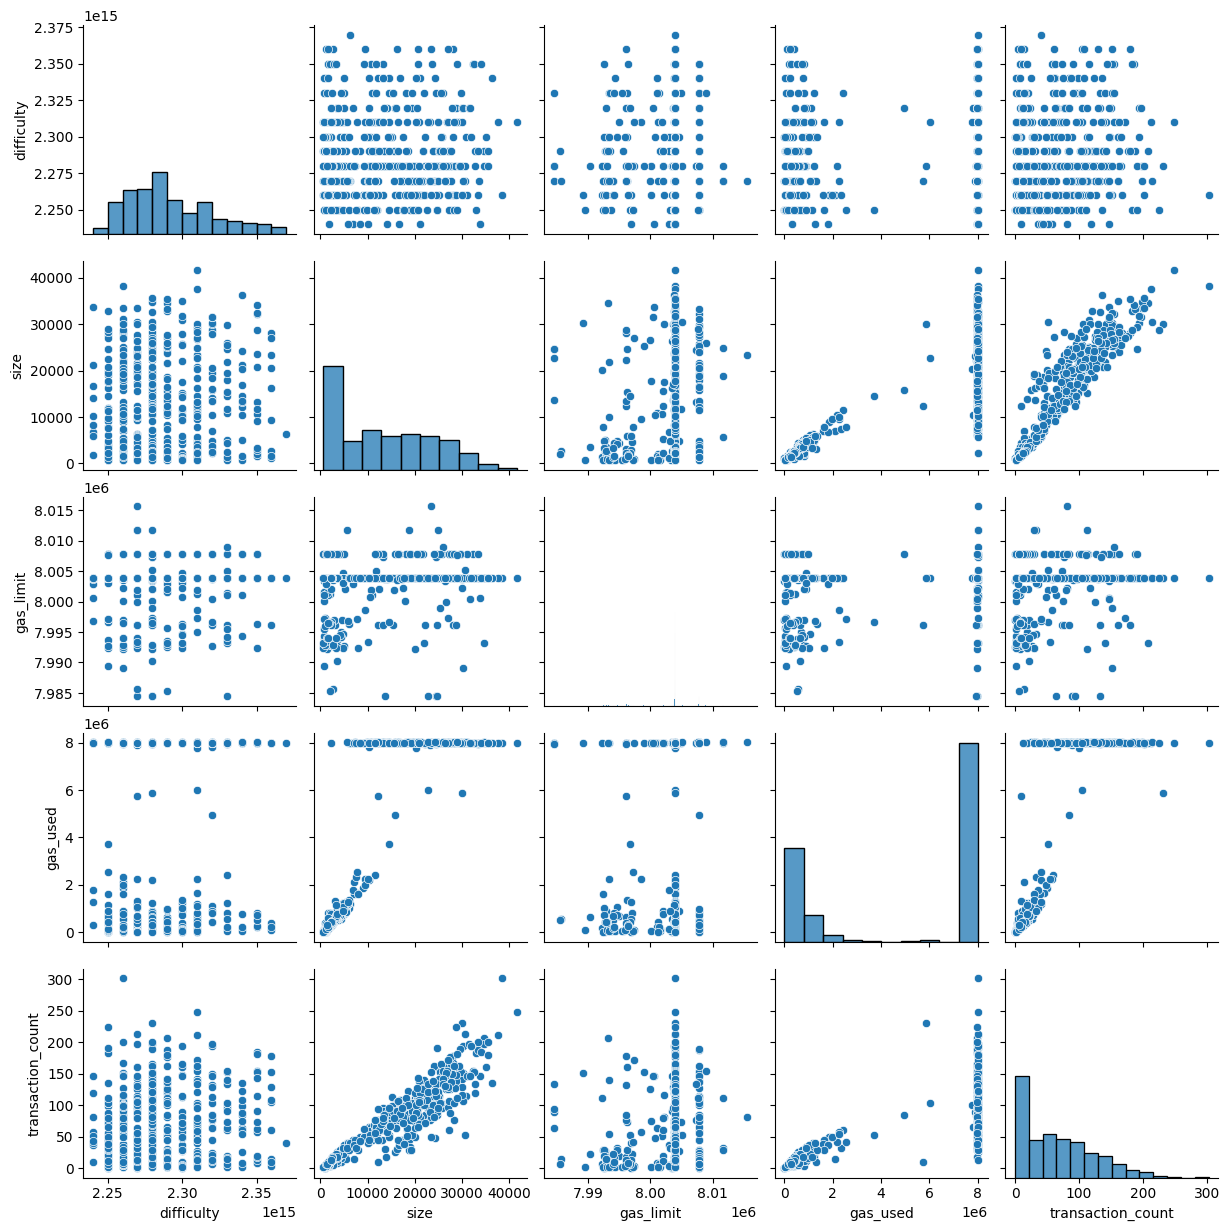 1e15
2.375
2.350
2.325
2.300
2.275
2.250
difficulty
40000
30000
20000
10000
0
size
1e6
8.015
8.010
8.005
8.000
7.995
7.990
7.985
gas_limit
1e6
8
6
4
2
0
gas_used
300
250
200
150
100
50
0
transaction_count
2.25 2.30 2.35
1e15
difficulty
0 10000 20000 30000 40000
size
7.99 8.00 8.01
1e6
gas_limit
0 2 4 6 8
1e6
gas_used
0 100 200 300
transaction_count